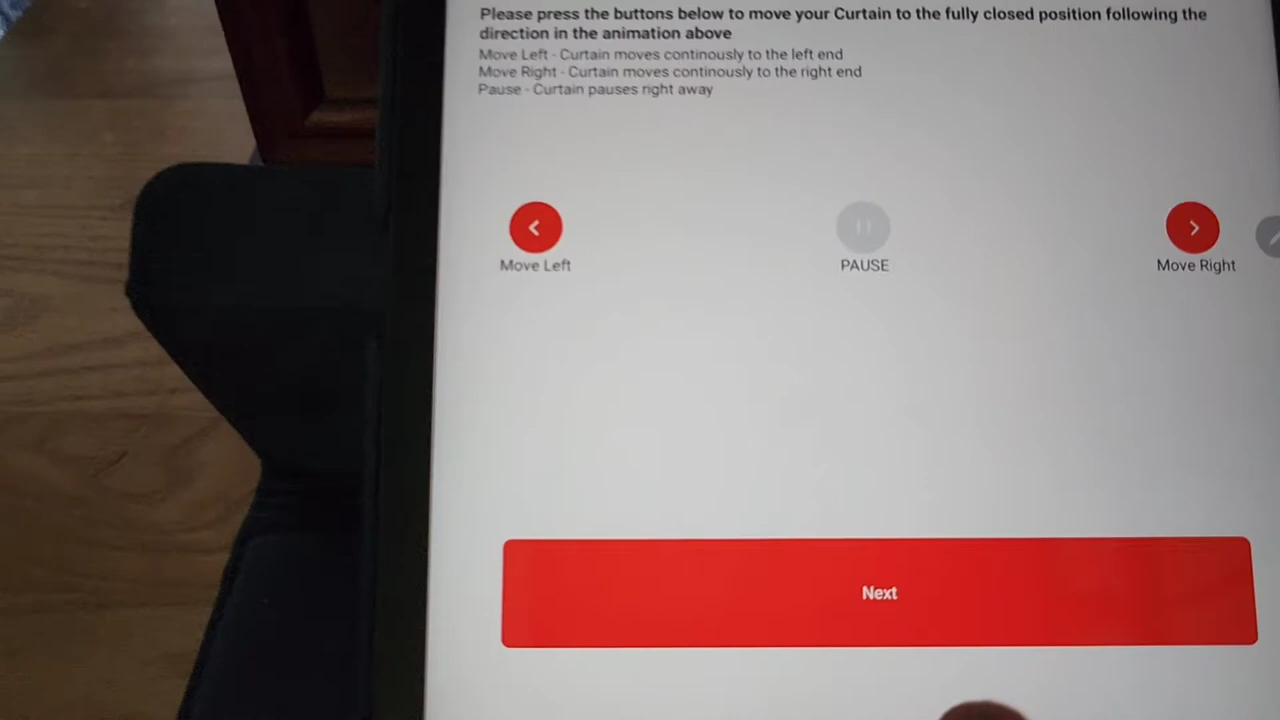 Please press the buttons below to move your Curtain to the fully closed position following the
direction in the animation above
Move Left - Curtain moves continously to the left end
Move Right - Curtain moves continously to the right end
Pause - Curtain pauses right away
Move Left
PAUSE
Move Right
Next